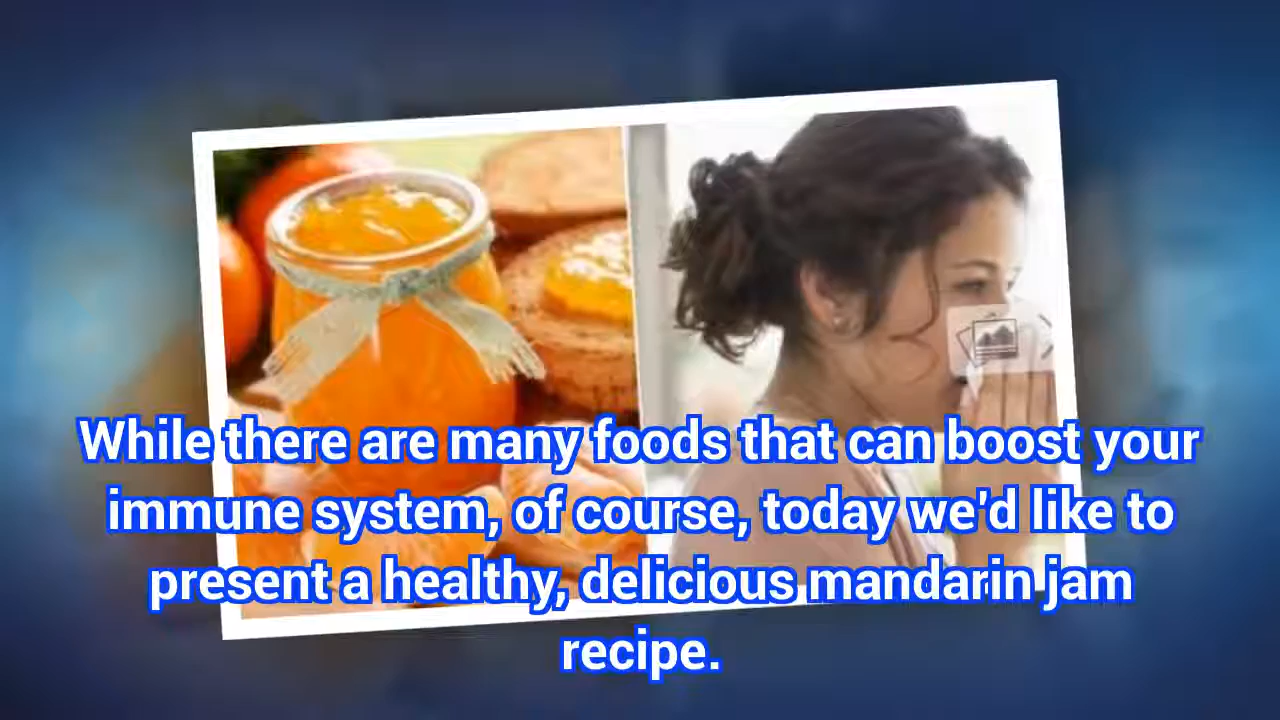 While there are many foods that can boost your
immune system, of course, today we'd like to
present a healthy, delicious mandarin jam
recipe.